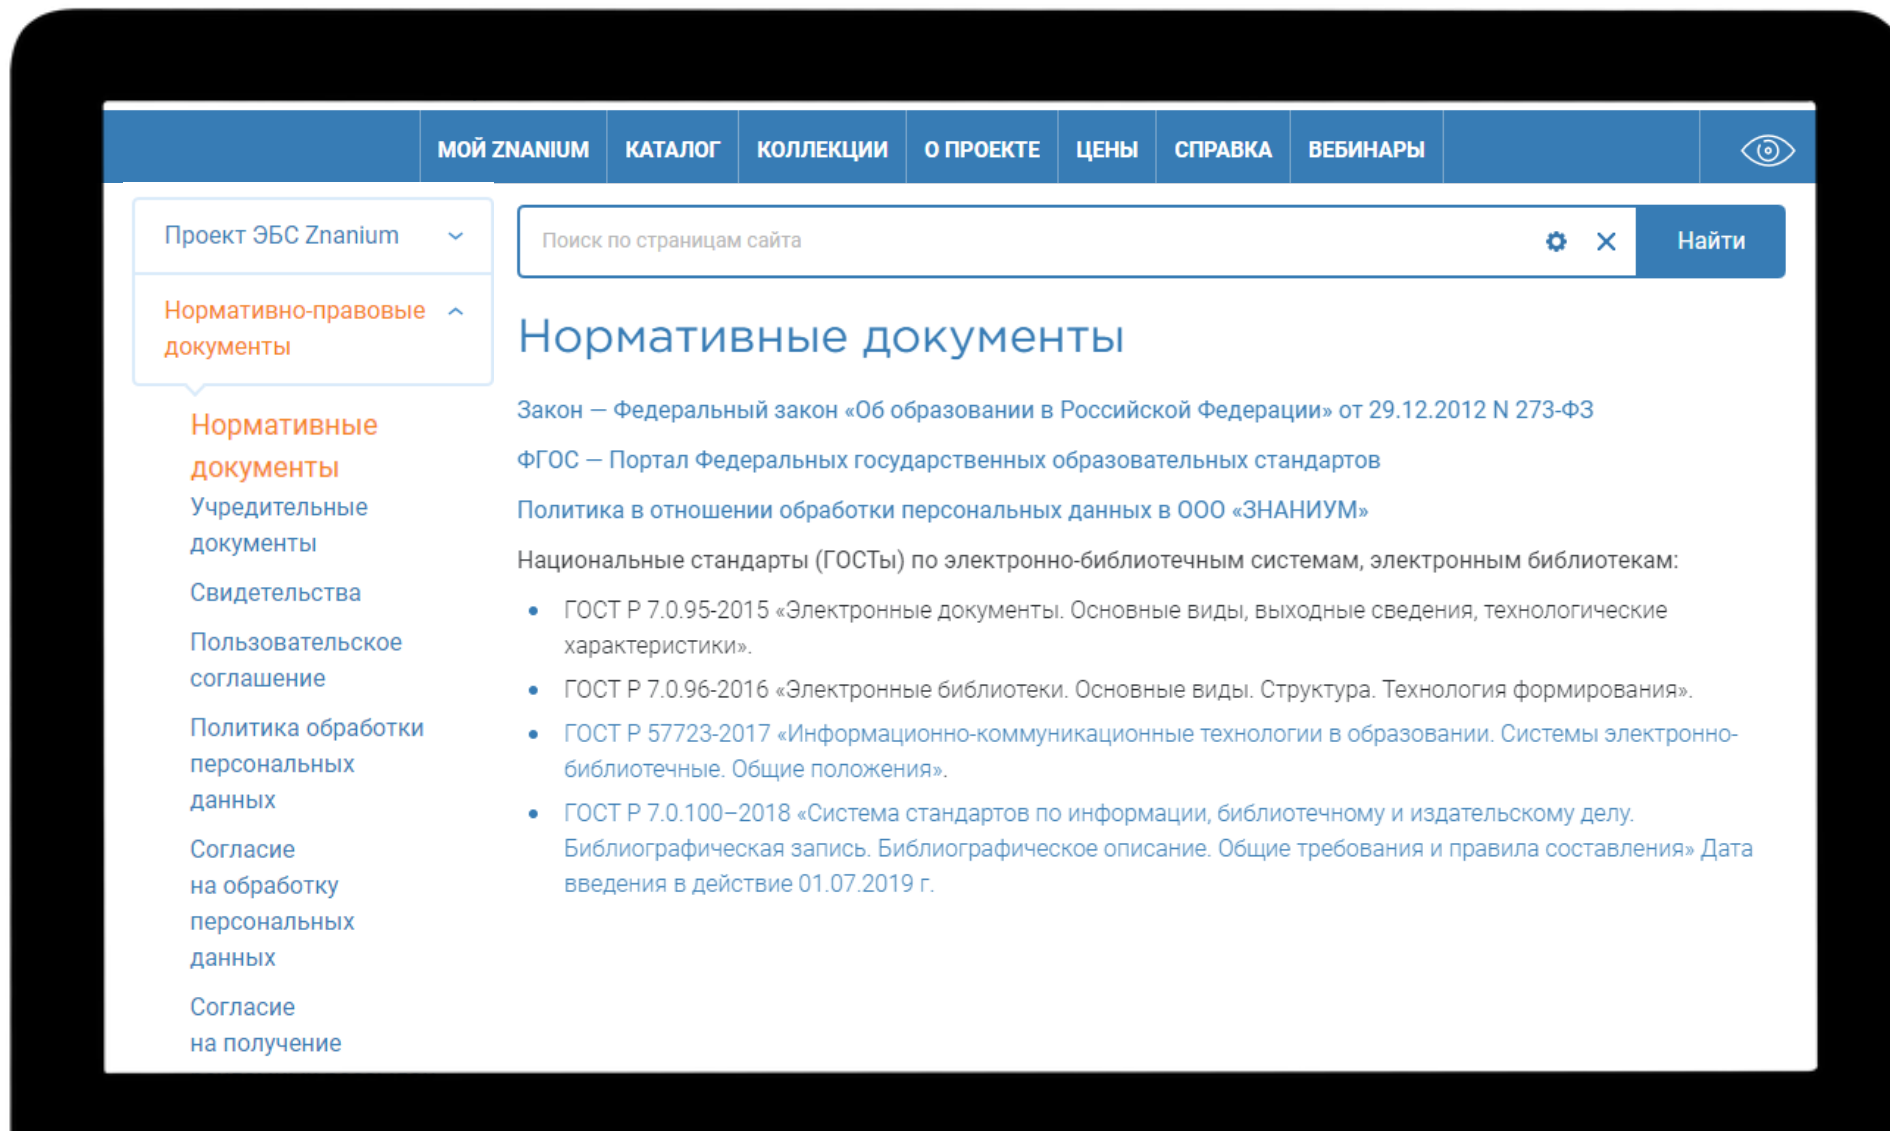 МОЙ ZNANIUM КАТАЛОГ КОЛЛЕКЦИИ О ПРОЕКТЕ ЦЕНЫ СПРАВКА ВЕБИНАРЫ
Проект ЭБС Znanium
Нормативно-правовые
документы
Нормативные
документы
Учредительные
документы
Свидетельства
Пользовательское
соглашение
Политика обработки
персональных
данных
Согласие
на обработку
персональных
данных
Согласие
на получение
Поиск по страницам сайта
Найти
Нормативные документы
Закон — Федеральный закон «Об образовании в Российской Федерации» от 29.12.2012 N 273-ФЗ
ФГОС — Портал Федеральных государственных образовательных стандартов
Политика в отношении обработки персональных данных в ООО «ЗНАНИУМ»
Национальные стандарты (ГОСТы) по электронно-библиотечным системам, электронным библиотекам:
• ГОСТ Р 7.0.95-2015 «Электронные документы. Основные виды, выходные сведения, технологические
характеристики».
• ГОСТ Р 7.0.96-2016 «Электронные библиотеки. Основные виды. Структура. Технология формирования».
• ГОСТ Р 57723-2017 «Информационно-коммуникационные технологии в образовании. Системы электронно-
библиотечные. Общие положения».
• ГОСТ Р 7.0.100–2018 «Система стандартов по информации, библиотечному и издательскому делу.
Библиографическая запись. Библиографическое описание. Общие требования и правила составления» Дата
введения в действие 01.07.2019 г.